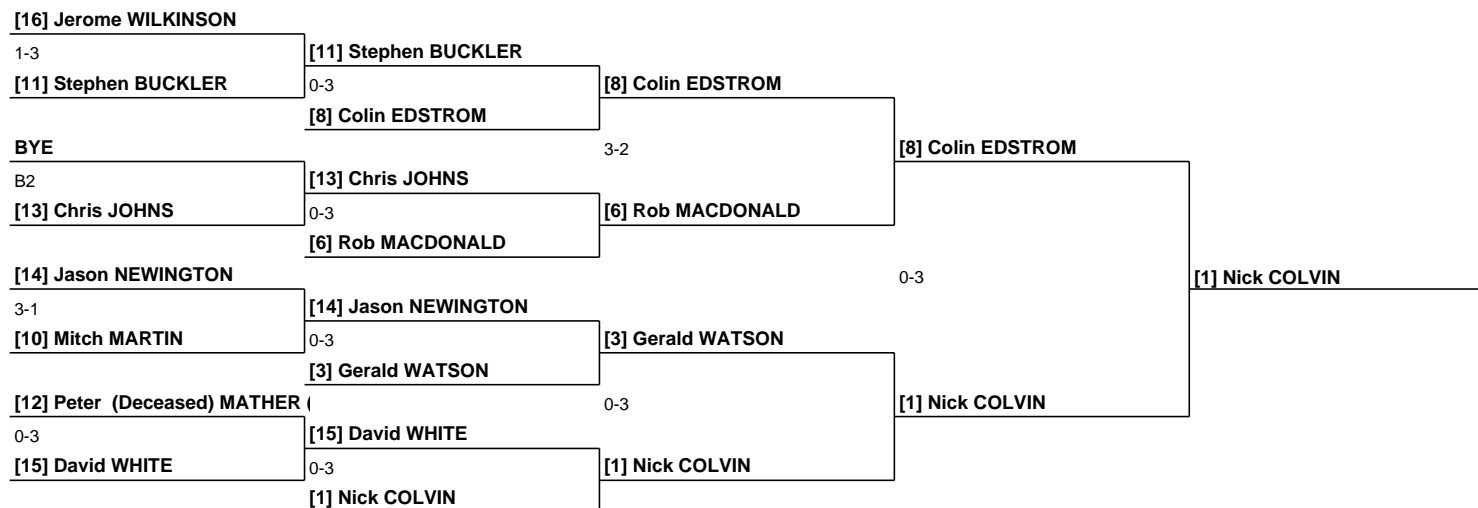 [16] Jerome WILKINSON
1-3
[11] Stephen BUCKLER
[11] Stephen BUCKLER
0-3
[8] Colin EDSTROM
[8] Colin EDSTROM
BYE
3-2
[8] Colin EDSTROM
B2
[13] Chris JOHNS
[13] Chris JOHNS
0-3
[6] Rob MACDONALD
[6] Rob MACDONALD
[14] Jason NEWINGTON
0-3
[1] Nick COLVIN
3-1
[14] Jason NEWINGTON
[10] Mitch MARTIN
0-3
[3] Gerald WATSON
[3] Gerald WATSON
[12] Peter  (Deceased) MATHER (
0-3
[1] Nick COLVIN
0-3
[15] David WHITE
[15] David WHITE
0-3
[1] Nick COLVIN
[1] Nick COLVIN